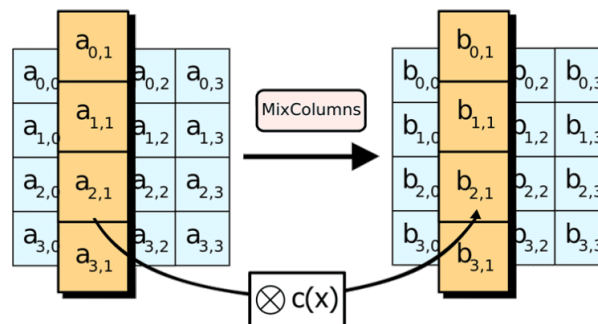 a0,1 b0,1
a0,0 a0,2 a0,3 b0,0 b0,2 b0,3
MixColumns
a1,1 b1,1
a1,0 a1,2 a1,3 b1,0 b1,2 b1,3
a2,1 b2,1
a2,0 a2,2 a2,3 b2,0 b2,2 b2,3
a3,0 a3,2 a3,3 b3,0 b3,2 b3,3
a3,1 b3,1
⊗ c(x)